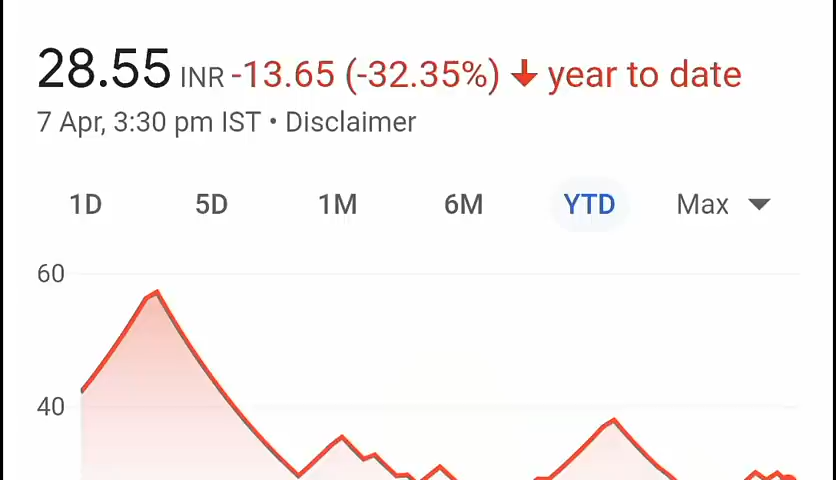 28.55 INR -13.65 (-32.35%) ↓ year to date
7 Apr, 3:30 pm IST • Disclaimer
1D 5D 1M 6M YTD Max
60
40